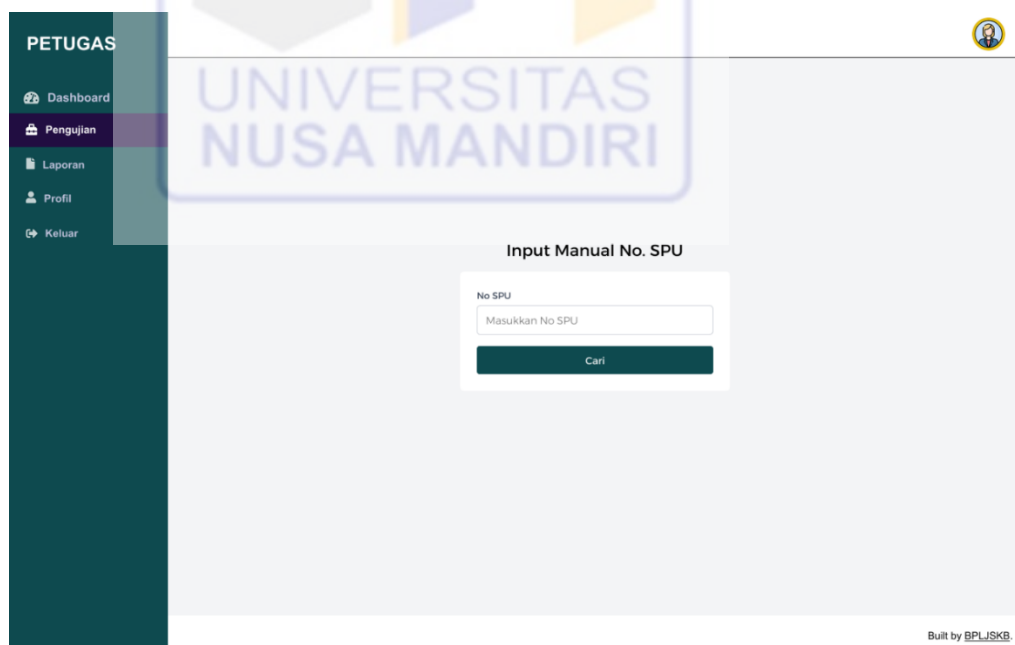 PETUGAS
UNIVERSITAS
NUSA MANDIRI
Dashboard
Pengujian
Laporan
Profil
Keluar
Input Manual No. SPU
No SPU
Masukkan No SPU
Cari
Built by BPLJSKB.